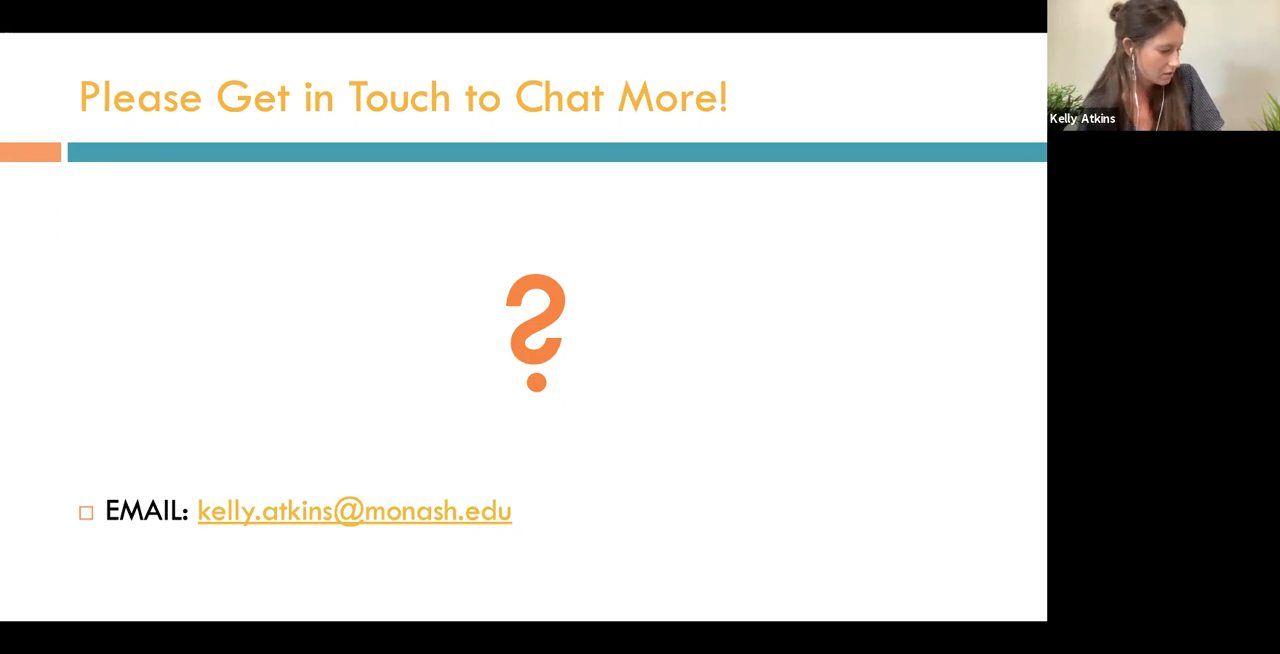 Please Get in Touch to Chat More!
Kelly Atkins
?
EMAIL: kelly.atkins@monash.edu